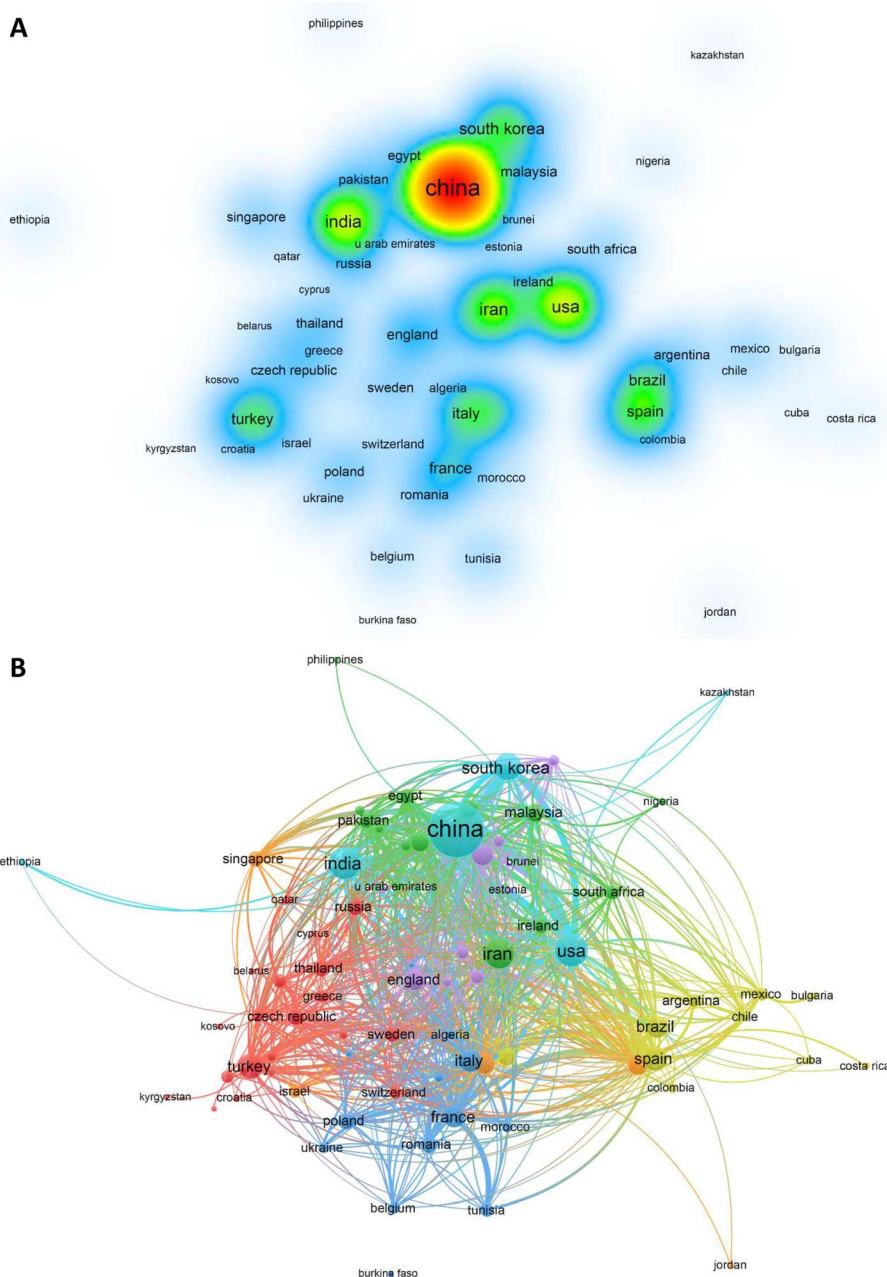 A
philippines
kazakhstan
south korea
egypt
nigeria
malaysia
pakistan
china
ethiopia
singapore
india
brunei
u arab emirates
estonia
south africa
qatar
russia
ireland
cyprus
iran
usa
belarus
thailand
england
greece
argentina
mexico
bulgaria
czech republic
chile
kosovo
brazil
sweden
algeria
turkey
italy
spain
cuba
costa rica
kyrgyzstan
croatia
israel
switzerland
colombia
poland
france
morocco
ukraine
romania
belgium
tunisia
burkina faso
jordan
B
philippines
kazakhstan
south korea
egypt
nigeria
pakistan
malaysia
china
singapore
ethiopia
india
brunei
u arab emirates
estonia
south africa
qatar
russia
ireland
cyprus
iran
usa
belarus
thailand
england
greece
argentina
mexico
bulgaria
czech republic
chile
kosovo
brazil
sweden
algeria
turkey
italy
spain
cuba
costa rica
kyrgyzstan
croatia
israel
switzerland
colombia
poland
france
morocco
ukraine
romania
belgium
tunisia
burkina faso
jordan